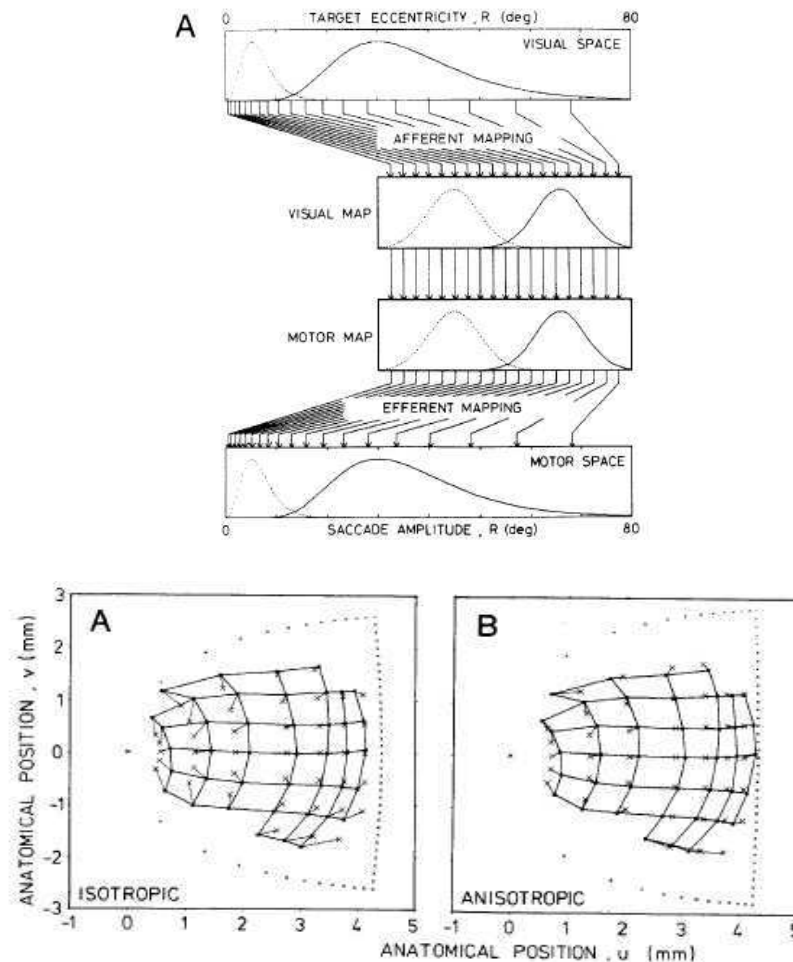 A
TARGET ECCENTRICITY , R (deg)
0
80
VISUAL SPACE
AFFERENT MAPPING
VISUAL MAP
MOTOR MAP
EFFERENT MAPPING
MOTOR SPACE
0
80
SACCADE AMPLITUDE , R (deg)
3
2
1
0
-1
-2
-3
ANATOMICAL POSITION , v (mm)
A
B
ISOTROPIC
ANISOTROPIC
0 1 2 3 4 5
0 1 2 3 4 5
ANATOMICAL POSITION , u (mm)